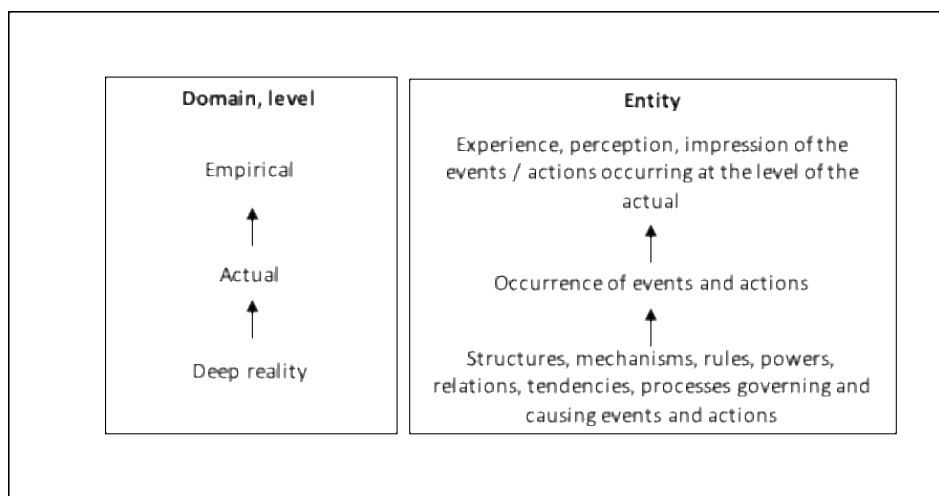 Domain, level
Empirical
Actual
Deep reality
Entity
Experience, perception, impression of the
events / actions occurring at the level of the
actual
Occurrence of events and actions
Structures, mechanisms, rules, powers,
relations, tendencies, processes governing and
causing events and actions